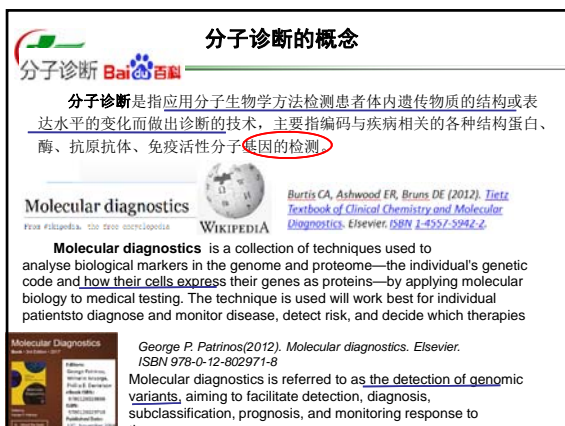 分子诊断的概念
分子诊断 Bai百科
分子诊断是指应用分子生物学方法检测患者体内遗传物质的结构或表
达水平的变化而做出诊断的技术，主要指编码与疾病相关的各种结构蛋白、
酶、抗原抗体、免疫活性分子基因的检测。
Molecular diagnostics
From Wikipedia, the free encyclopedia
WIKIPEDIA
Burtis CA, Ashwood ER, Bruns DE (2012). Tietz
Textbook of Clinical Chemistry and Molecular
Diagnostics. Elsevier. ISBN 1-4557-5942-2.
Molecular diagnostics is a collection of techniques used to
analyse biological markers in the genome and proteome—the individual's genetic
code and how their cells express their genes as proteins—by applying molecular
biology to medical testing. The technique is used will work best for individual
patientsto diagnose and monitor disease, detect risk, and decide which therapies
Molecular Diagnostics
George P. Patrinos(2012). Molecular diagnostics. Elsevier.
ISBN 978-0-12-802971-8
Molecular diagnostics is referred to as the detection of genomic
variants, aiming to facilitate detection, diagnosis,
subclassification, prognosis, and monitoring response to